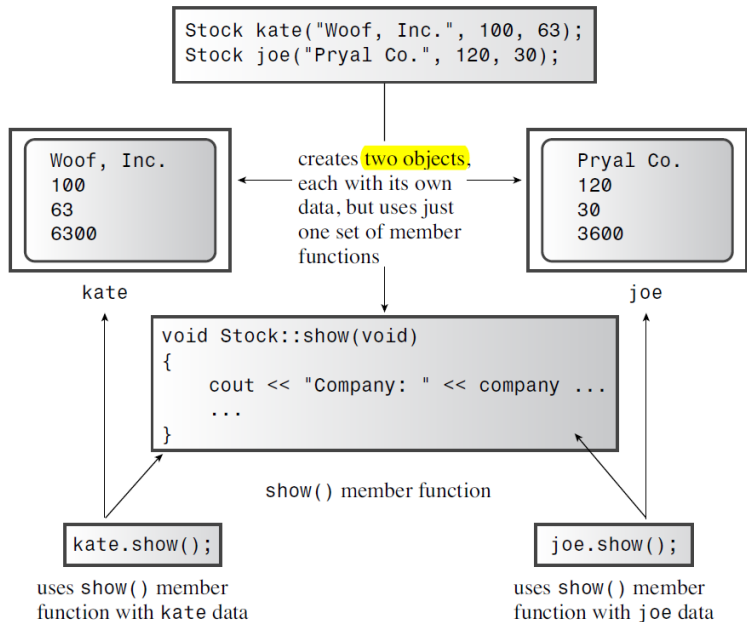 Stock kate("Woof, Inc.", 100, 63);
Stock joe("Pryal Co.", 120, 30);
Woof, Inc.
100
63
6300
kate
creates two objects,
each with its own
data, but uses just
one set of member
functions
Pryal Co.
120
30
3600
joe
void Stock::show(void)
{
    cout << "Company: " << company ...
    ...
}
show() member function
kate.show();
uses show() member
function with kate data
joe.show();
uses show() member
function with joe data